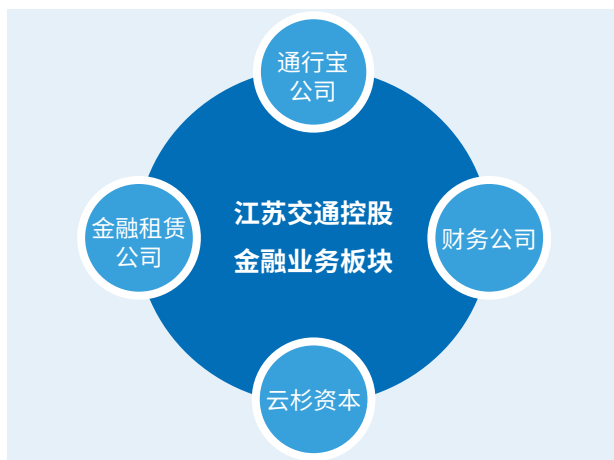 通行宝
公司
江苏交通控股
金融业务板块
金融租赁
公司
财务公司
云杉资本